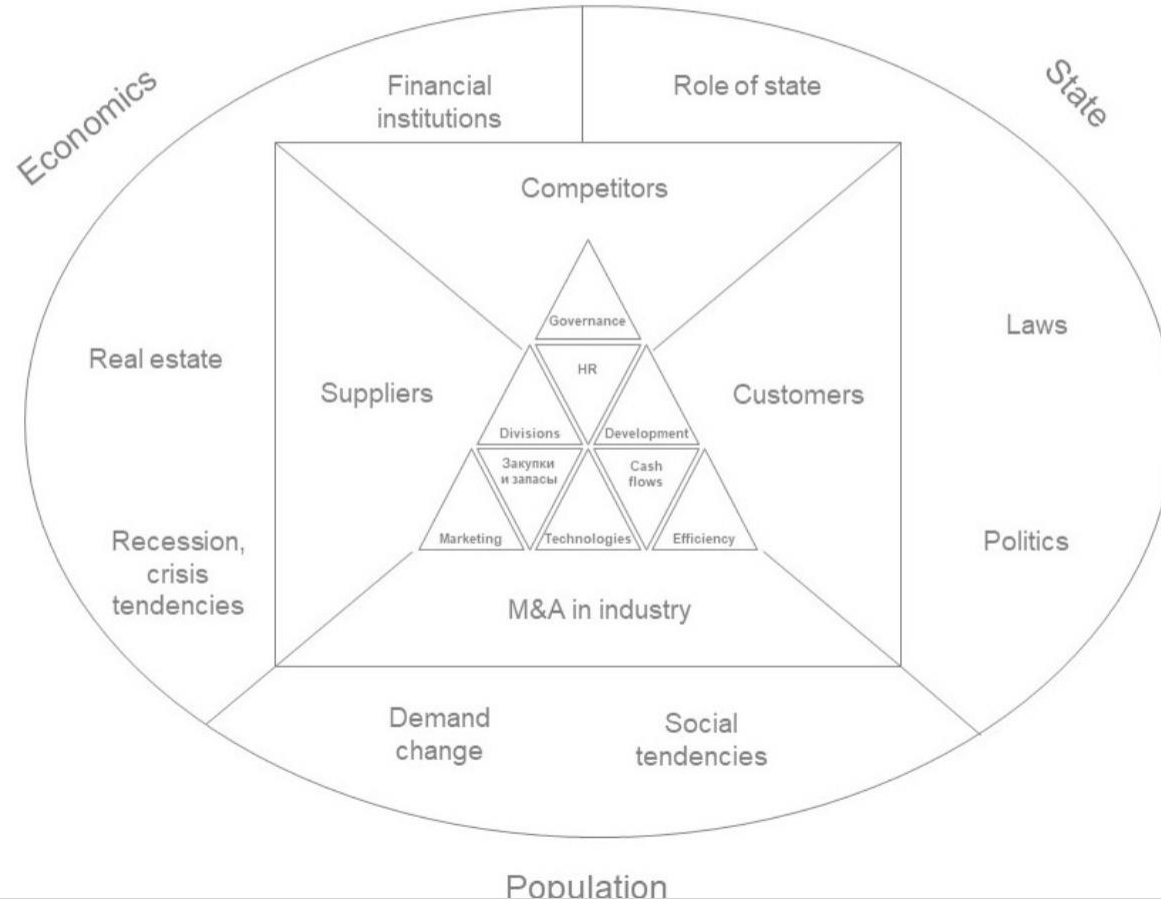 Economics
State
Financial
institutions
Role of state
Competitors
Governance
HR
Real estate
Laws
Suppliers
Customers
Divisions
Development
Закупки
и запасы
Cash
flows
Marketing
Technologies
Efficiency
Recession,
crisis
tendencies
Politics
M&A in industry
Demand
change
Social
tendencies
Population